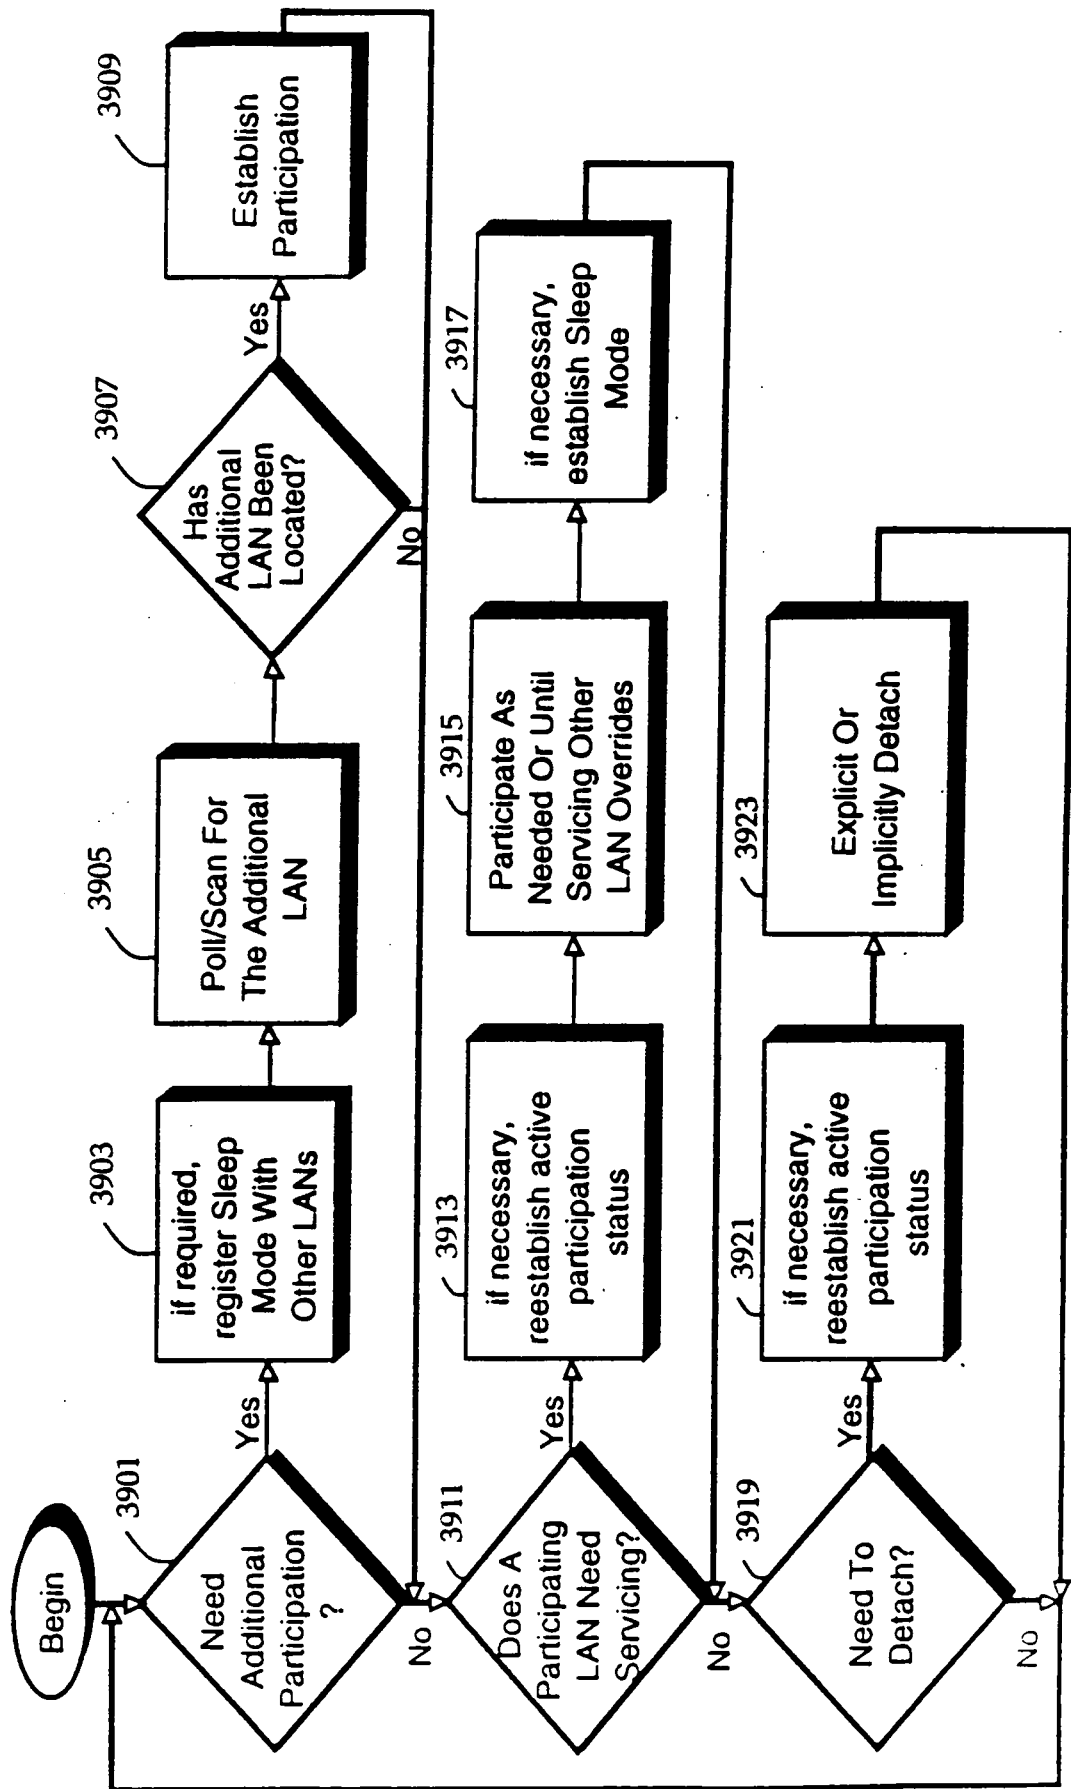 Begin
3901
Need
Additional
Participation
?
Yes
No
3903
if required,
register Sleep
Mode With
Other LANs
3905
Poll/Scan For
The Additional
LAN
3907
Has
Additional
LAN Been
Located?
Yes
No
3909
Establish
Participation
3911
Does A
Participating
LAN Need
Servicing?
Yes
No
3913
if necessary,
reestablish active
participation
status
3915
Participate As
Needed Or Until
Servicing Other
LAN Overrides
3917
if necessary,
establish Sleep
Mode
3919
Need To
Detach?
Yes
No
3921
if necessary,
reestablish active
participation
status
3923
Explicit Or
Implicitly Detach